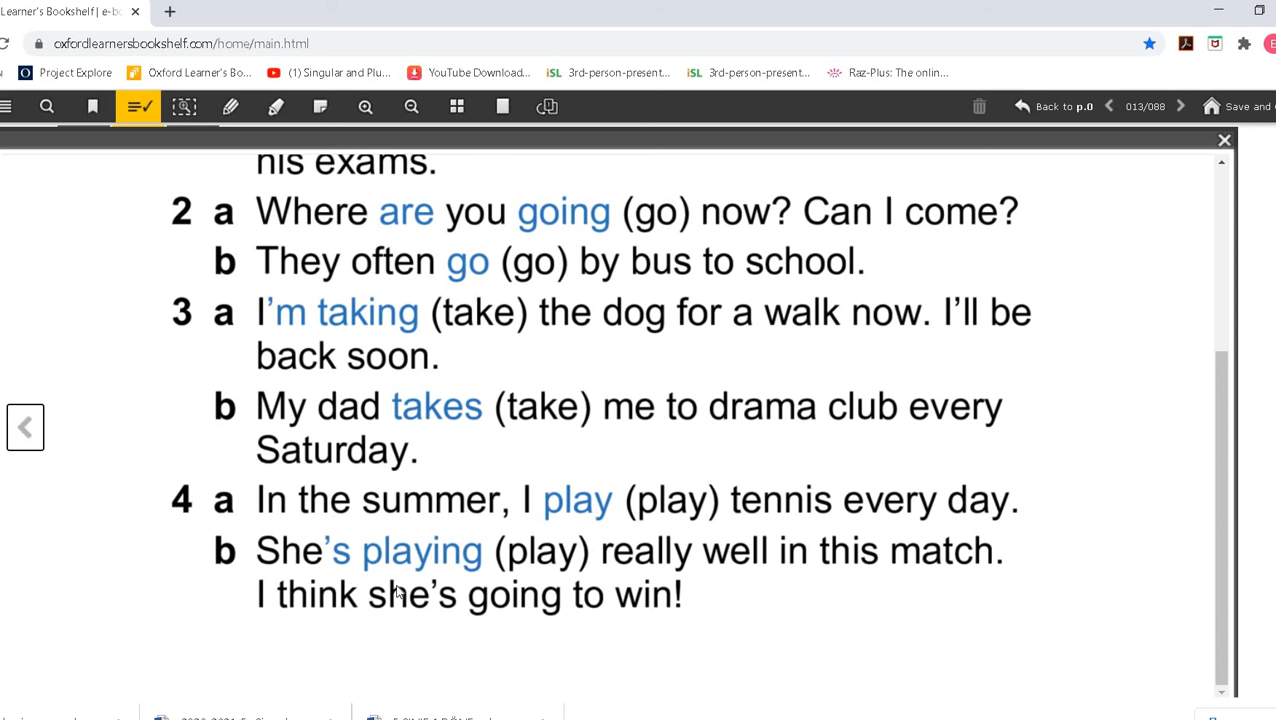 Learner's Bookshelf | e-b
oxfordlearnersbookshelf.com/home/main.html
Project Explore
Oxford Learner's Bo...
(1) Singular and Plu...
YouTube Download...
iSL 3rd-person-present...
iSL 3rd-person-present...
Raz-Plus: The onlin...
Back to p.0
013/088
Save and
his exams.
2 a Where are you going (go) now? Can I come?
b They often go (go) by bus to school.
3 a I'm taking (take) the dog for a walk now. I'll be
back soon.
b My dad takes (take) me to drama club every
Saturday.
4 a In the summer, I play (play) tennis every day.
b She's playing (play) really well in this match.
I think she's going to win!